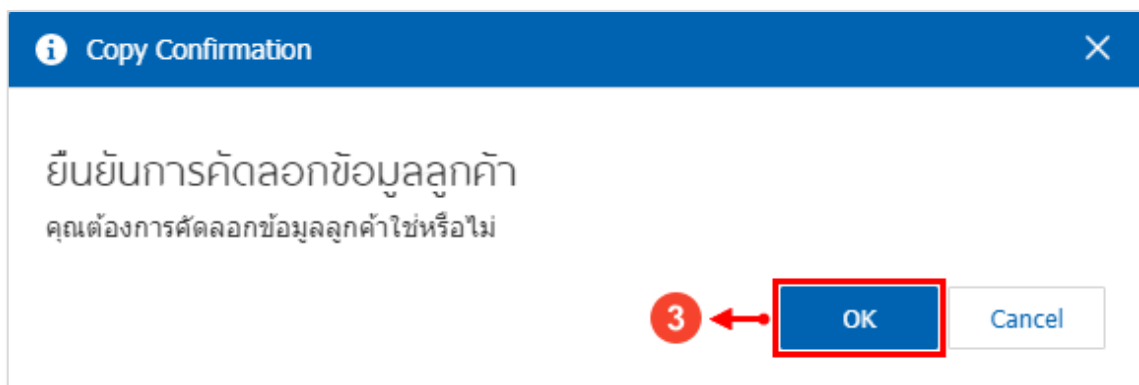 Copy Confirmation
ยืนยันการคัดลอกข้อมูลลูกค้า
คุณต้องการคัดลอกข้อมูลลูกค้าใช่หรือไม่
3 OK Cancel